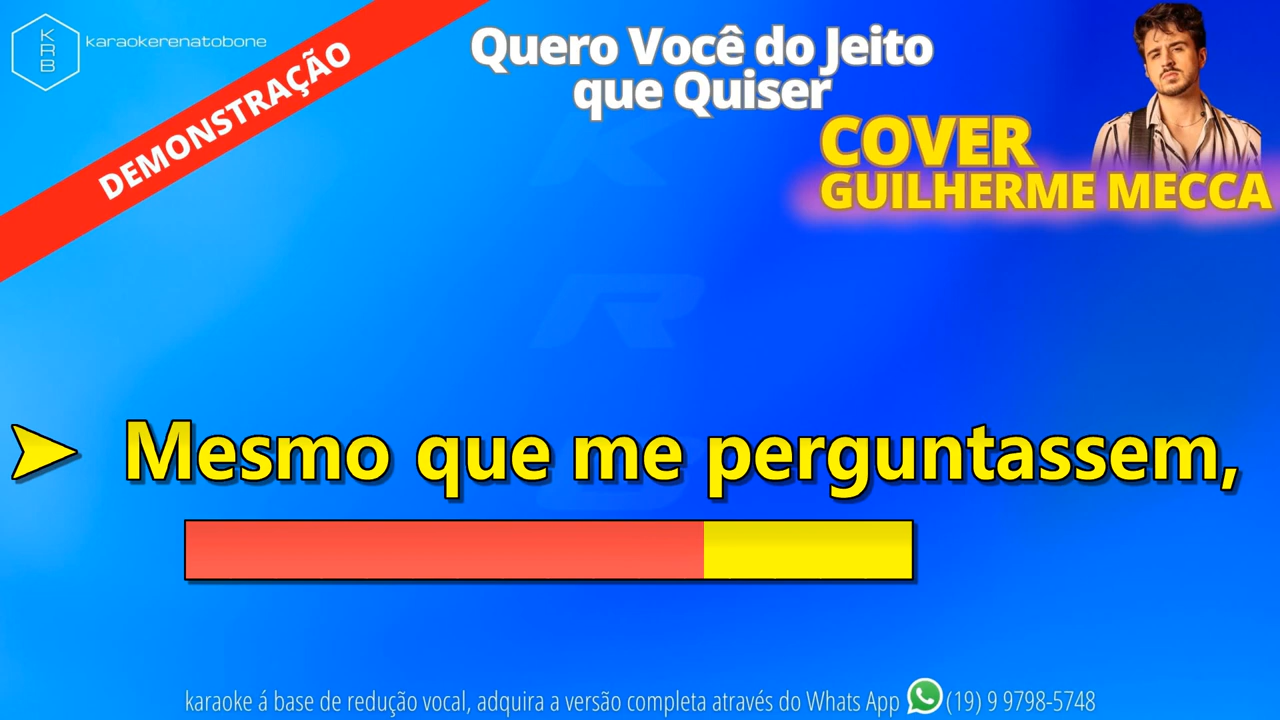 K
R
B
karaokerenatobone
DEMONSTRAÇÃO
Quero Você do Jeito
que Quiser
COVER
GUILHERME MECCA
K
R
B
➤ Mesmo que me perguntassem,
karaoke á base de redução vocal, adquira a versão completa através do Whats App (19) 9 9798-5748